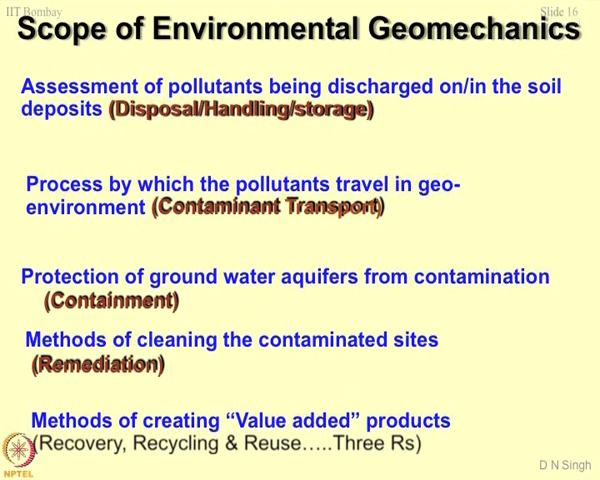 IIT Bombay
Slide 16
Scope of Environmental Geomechanics
Assessment of pollutants being discharged on/in the soil
deposits (Disposal/Handling/storage)
Process by which the pollutants travel in geo-
environment (Contaminant Transport)
Protection of ground water aquifers from contamination
(Containment)
Methods of cleaning the contaminated sites
(Remediation)
Methods of creating “Value added” products
(Recovery, Recycling & Reuse…..Three Rs)
NPTEL
D N Singh